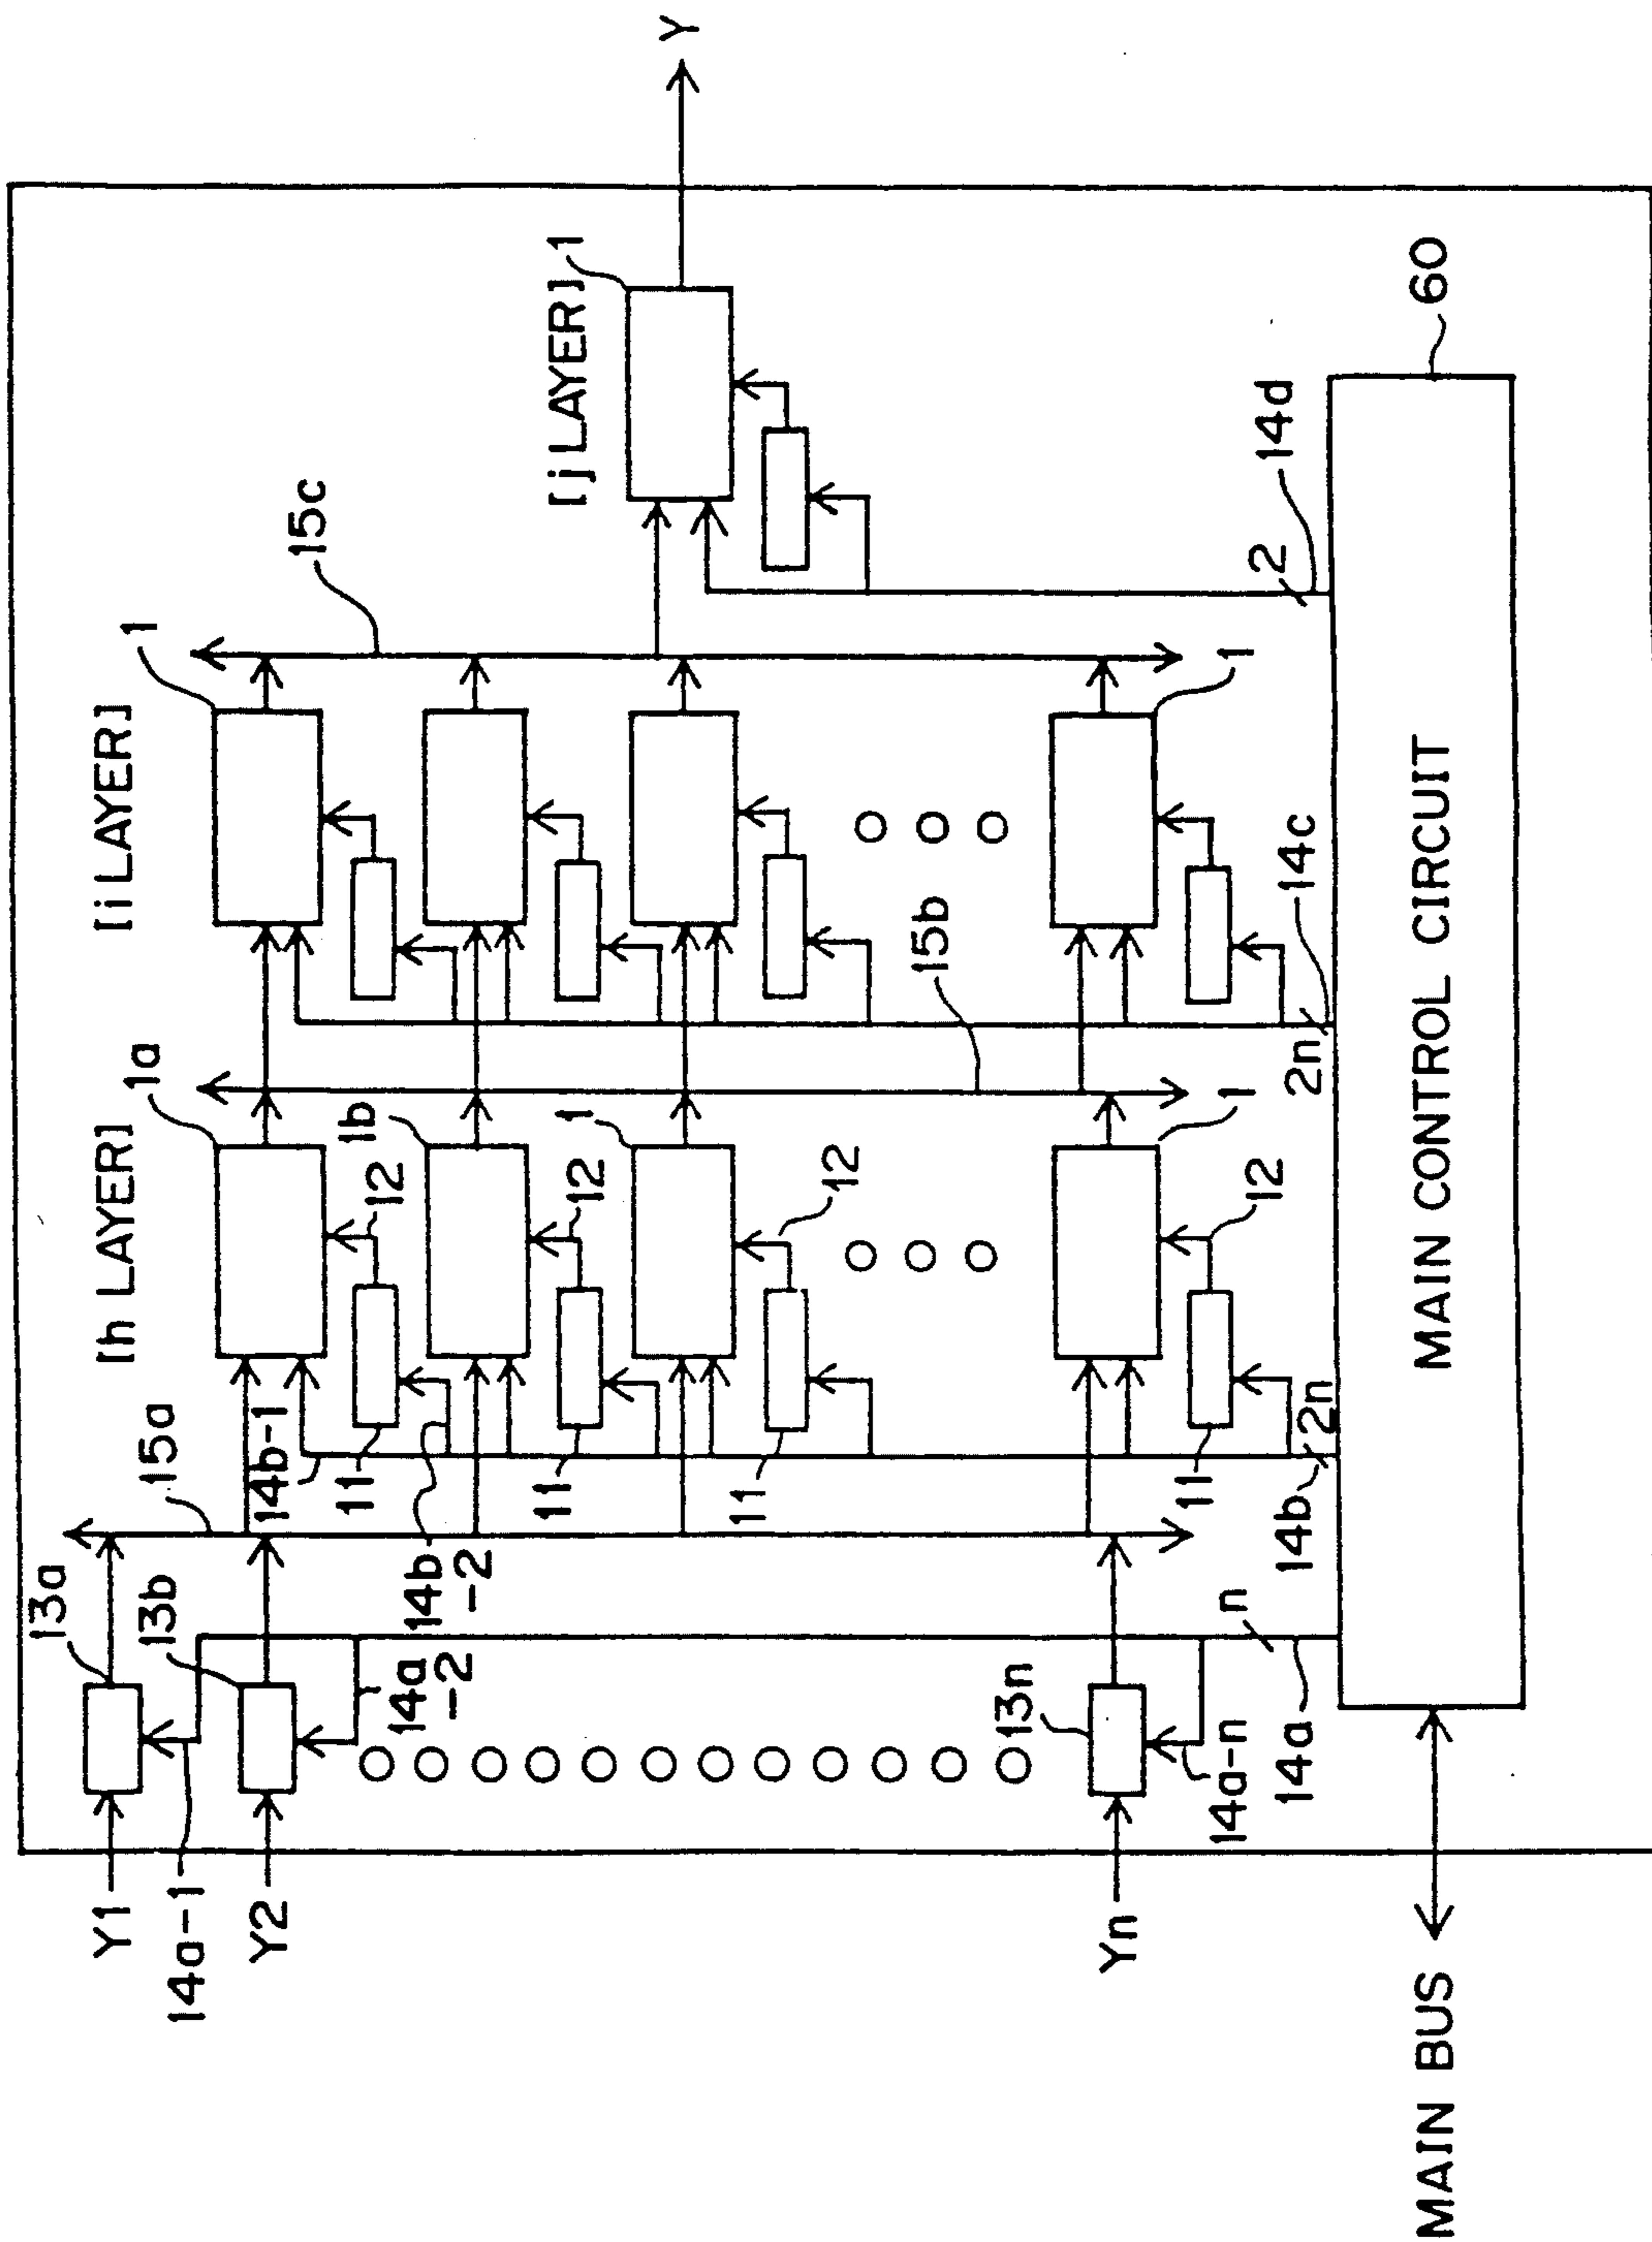 [h LAYER]
[i LAYER]
[j LAYER]
Y1
14a-1
Y2
Yn
13a
13b
13n
14a
-2
14a-n
14a
n
15a
14b-1
14b
-2
14b
2n
1a
1b
1
1
11
11
11
11
12
12
12
12
15b
1
1
14c
2n
15c
1
14d
2
Y
MAIN CONTROL CIRCUIT
60
MAIN BUS